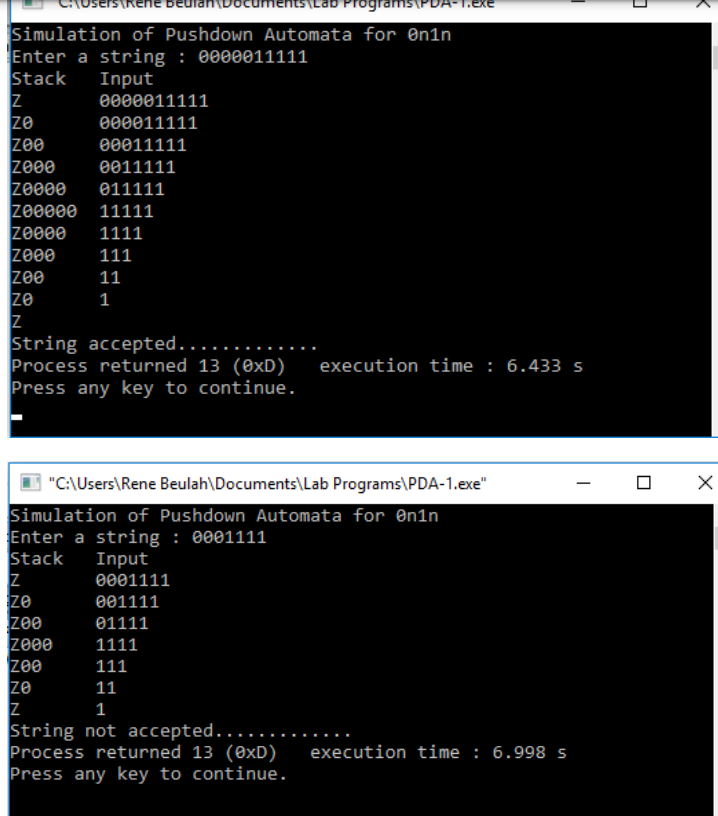 "C:\Users\Rene Beulah\Documents\Lab Programs\PDA-1.exe"
Simulation of Pushdown Automata for 0n1n
Enter a string : 0000011111
Stack Input
Z 0000011111
Z0 000011111
Z00 00011111
Z000 0011111
Z0000 011111
Z00000 11111
Z0000 1111
Z000 111
Z00 11
Z0 1
Z
String accepted.............
Process returned 13 (0xD) execution time : 6.433 s
Press any key to continue.
"C:\Users\Rene Beulah\Documents\Lab Programs\PDA-1.exe"
Simulation of Pushdown Automata for 0n1n
Enter a string : 0001111
Stack Input
Z 0001111
Z0 001111
Z00 01111
Z000 1111
Z00 111
Z0 11
Z 1
String not accepted.............
Process returned 13 (0xD) execution time : 6.998 s
Press any key to continue.